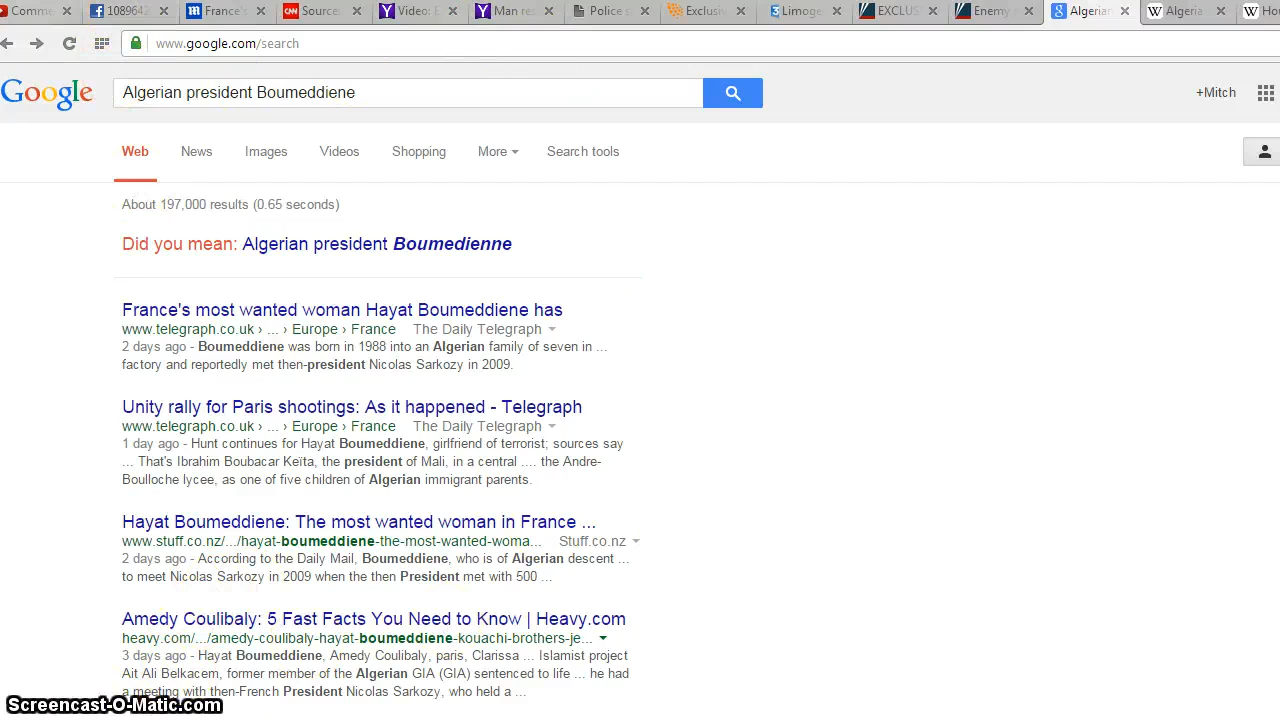 Comme
1089642
France's
Source
Video: E
Man res
Police s
Exclusiv
Limoge
EXCLUS
Enemy
Algerian
Algeria
Hou
www.google.com/search
Google
Algerian president Boumeddiene
+Mitch
Web News Images Videos Shopping More Search tools
About 197,000 results (0.65 seconds)
Did you mean: Algerian president Boumedienne
France's most wanted woman Hayat Boumeddiene has
www.telegraph.co.uk › ... › Europe › France The Daily Telegraph
2 days ago - Boumeddiene was born in 1988 into an Algerian family of seven in ...
factory and reportedly met then-president Nicolas Sarkozy in 2009.
Unity rally for Paris shootings: As it happened - Telegraph
www.telegraph.co.uk › ... › Europe › France The Daily Telegraph
1 day ago - Hunt continues for Hayat Boumeddiene, girlfriend of terrorist; sources say
... That's Ibrahim Boubacar Keïta, the president of Mali, in a central .... the Andre-
Boulloche lycee, as one of five children of Algerian immigrant parents.
Hayat Boumeddiene: The most wanted woman in France ...
www.stuff.co.nz/.../hayat-boumeddiene-the-most-wanted-woma... Stuff.co.nz
2 days ago - According to the Daily Mail, Boumeddiene, who is of Algerian descent ...
to meet Nicolas Sarkozy in 2009 when the then President met with 500 ...
Amedy Coulibaly: 5 Fast Facts You Need to Know | Heavy.com
heavy.com/.../amedy-coulibaly-hayat-boumeddiene-kouachi-brothers-je...
3 days ago - Hayat Boumeddiene, Amedy Coulibaly, paris, Clarissa ... Islamist project
Ait Ali Belkacem, former member of the Algerian GIA (GIA) sentenced to life ... he had
a meeting with then-French President Nicolas Sarkozy, who held a ...
Screencast-O-Matic.com